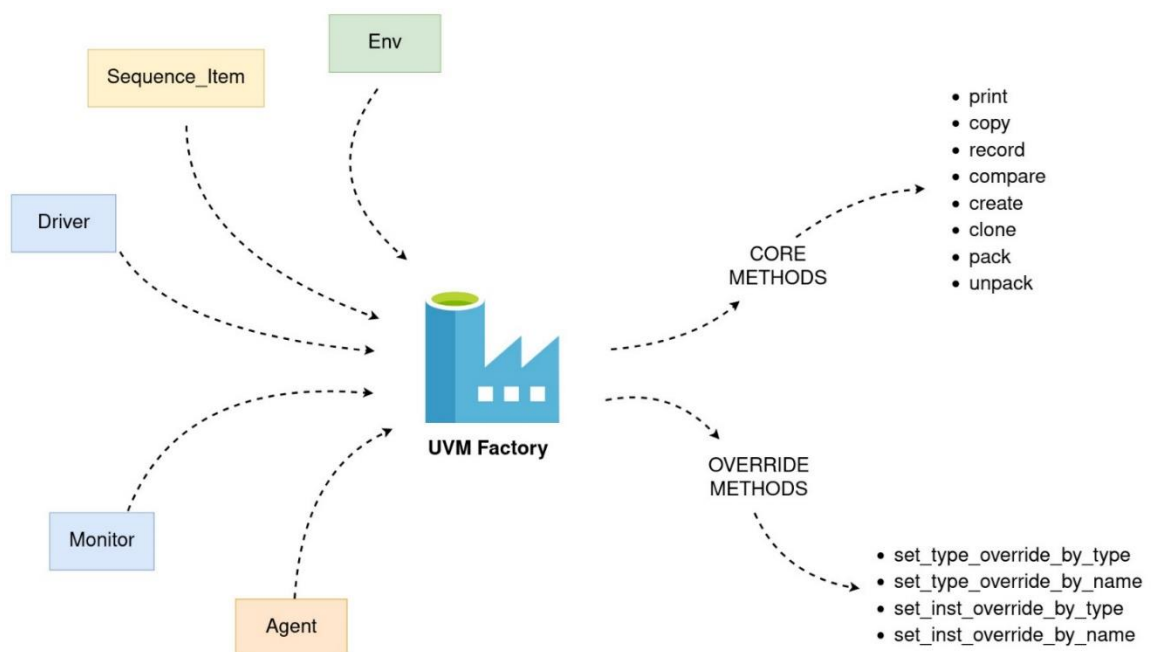 Env
Sequence_Item
Driver
Monitor
Agent
UVM Factory
CORE
METHODS
• print
• copy
• record
• compare
• create
• clone
• pack
• unpack
OVERRIDE
METHODS
• set_type_override_by_type
• set_type_override_by_name
• set_inst_override_by_type
• set_inst_override_by_name